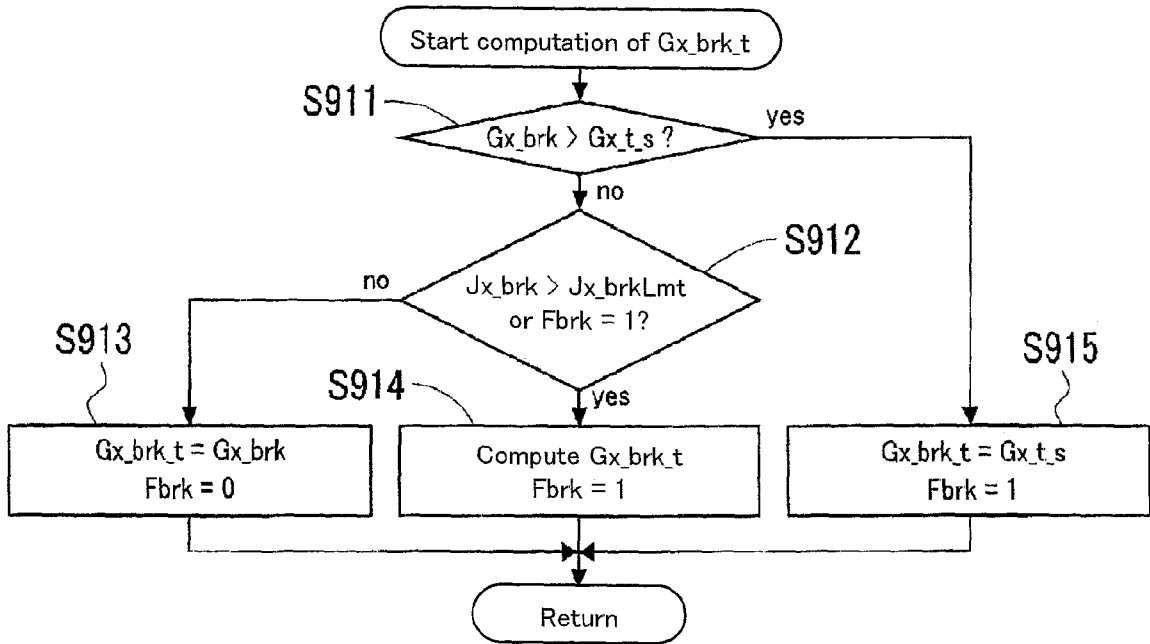 Start computation of Gx_brk_t
S911
Gx_brk > Gx_t_s ?
yes
no
S912
Jx_brk > Jx_brkLmt
or Fbrk = 1?
no
yes
S913
Gx_brk_t = Gx_brk
Fbrk = 0
S914
Compute Gx_brk_t
Fbrk = 1
S915
Gx_brk_t = Gx_t_s
Fbrk = 1
Return